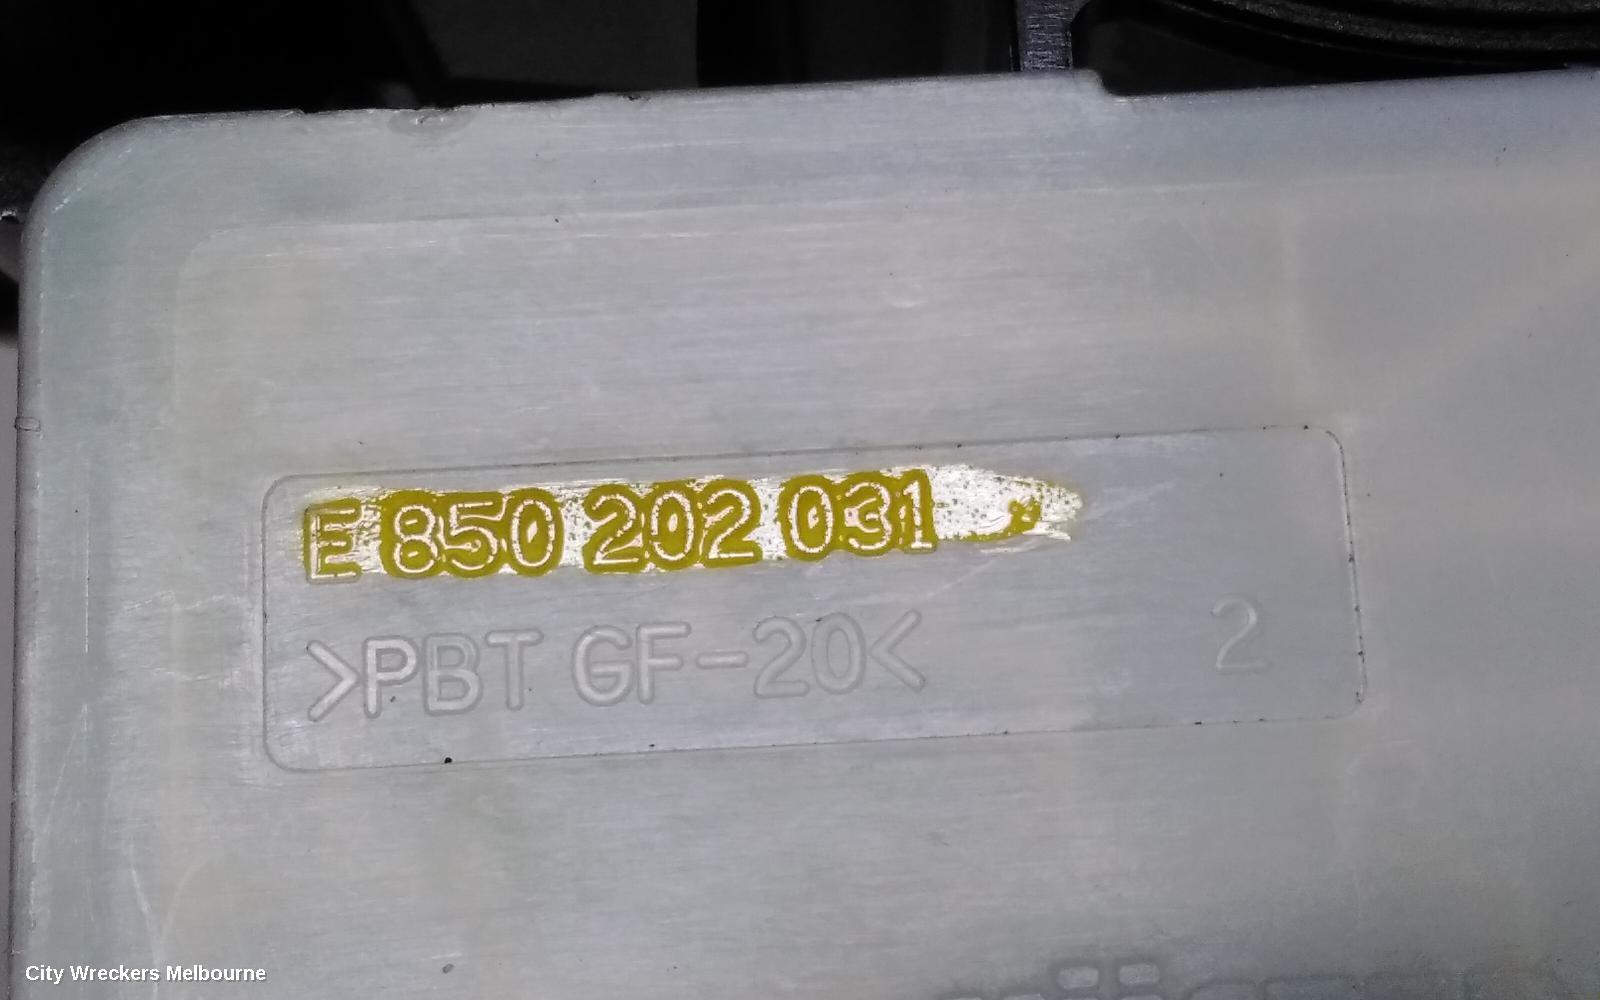 E 850 202 031
>PBT GF-20<
2
City Wreckers Melbourne